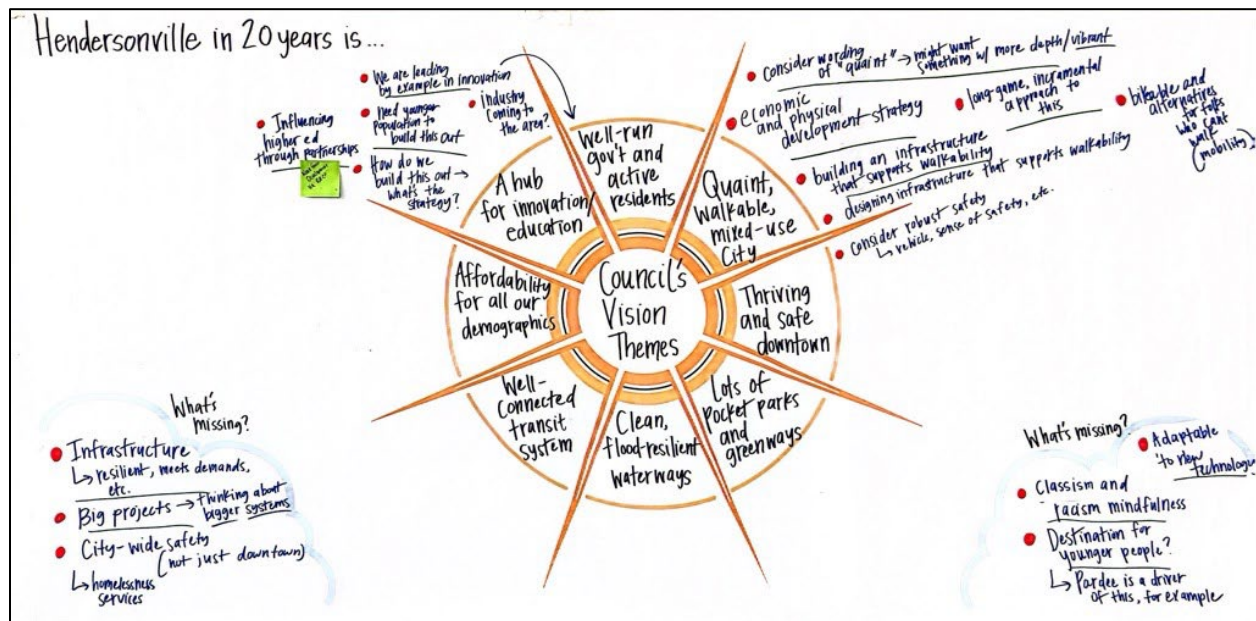 Hendersonville in 20 years is...
We are leading
by example in innovation
Need younger
population to
build this out
Industry
coming to
the area?
Influencing
higher ed
through partnerships
How do we
build this out →
what's the
strategy?
Consider wording
of "quaint" → might want
something w/ more depth/vibrant
economic
and physical
development strategy
long-game, incramental
approach to
this
bikeable and
alternatives
for folks
who can't
walk
(mobility)
building an infrastructure
that supports walkability
designing infrastructure that supports walkability
consider robust safety
↳ vehicle, sense of safety, etc.
Council's
Vision
Themes
Well-run
gov't and
active
residents
Quaint,
walkable,
mixed-use
City
Thriving
and safe
downtown
Lots of
pocket parks
and
greenways
Clean,
flood-resilient
waterways
Well-
Connected
transit
system
Affordability
for all our
demographics
A hub
for innovation/
education
What's
missing?
Infrastructure
↳ resilient, meets demands,
etc.
Big projects → thinking about
bigger systems
City-wide safety
(not just downtown)
↳ homelessness
services
What's missing?
Adaptable
to new
technology
Classism and
racism mindfulness
Destination for
younger people?
↳ Pardee is a driver
of this, for example